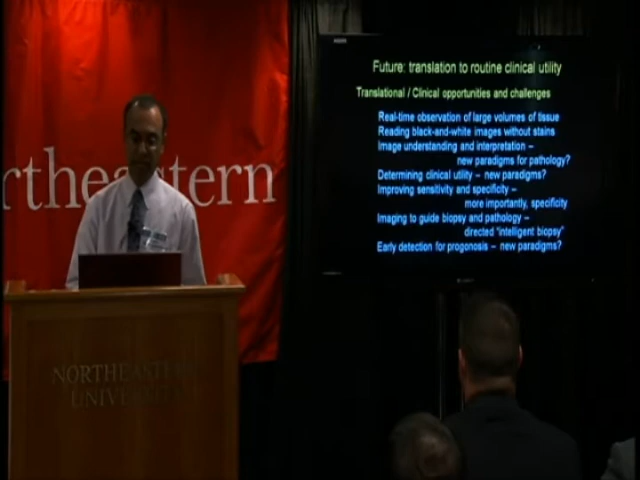 rtheastern
Future: translation to routine clinical utility
Translational / Clinical opportunities and challenges
Real-time observation of large volumes of tissue
Reading black-and-white images without stains
Image understanding and interpretation –
new paradigms for pathology?
Determining clinical utility – new paradigms?
Improving sensitivity and specificity –
more importantly, specificity
Imaging to guide biopsy and pathology –
directed "intelligent biopsy"
Early detection for progonosis – new paradigms?
NORTHEASTERN
UNIVERSITY